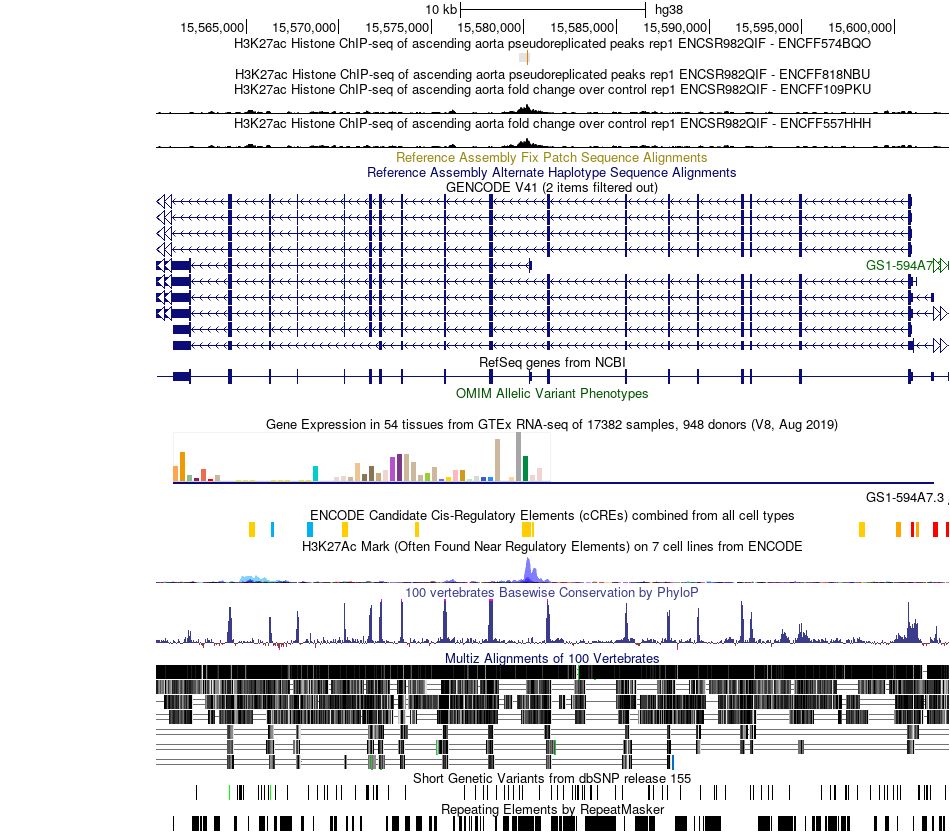 10 kb hg38
15,565,000 15,570,000 15,575,000 15,580,000 15,585,000 15,590,000 15,595,000 15,600,000
H3K27ac Histone ChIP-seq of ascending aorta pseudoreplicated peaks rep1 ENCSR982QIF - ENCFF574BQO
H3K27ac Histone ChIP-seq of ascending aorta pseudoreplicated peaks rep1 ENCSR982QIF - ENCFF818NBU
H3K27ac Histone ChIP-seq of ascending aorta fold change over control rep1 ENCSR982QIF - ENCFF109PKU
H3K27ac Histone ChIP-seq of ascending aorta fold change over control rep1 ENCSR982QIF - ENCFF557HHH
Reference Assembly Fix Patch Sequence Alignments
Reference Assembly Alternate Haplotype Sequence Alignments
GENCODE V41 (2 items filtered out)
GS1-594A7
RefSeq genes from NCBI
OMIM Allelic Variant Phenotypes
Gene Expression in 54 tissues from GTEx RNA-seq of 17382 samples, 948 donors (V8, Aug 2019)
GS1-594A7.3
ENCODE Candidate Cis-Regulatory Elements (cCREs) combined from all cell types
H3K27Ac Mark (Often Found Near Regulatory Elements) on 7 cell lines from ENCODE
100 vertebrates Basewise Conservation by PhyloP
Multiz Alignments of 100 Vertebrates
Short Genetic Variants from dbSNP release 155
Repeating Elements by RepeatMasker